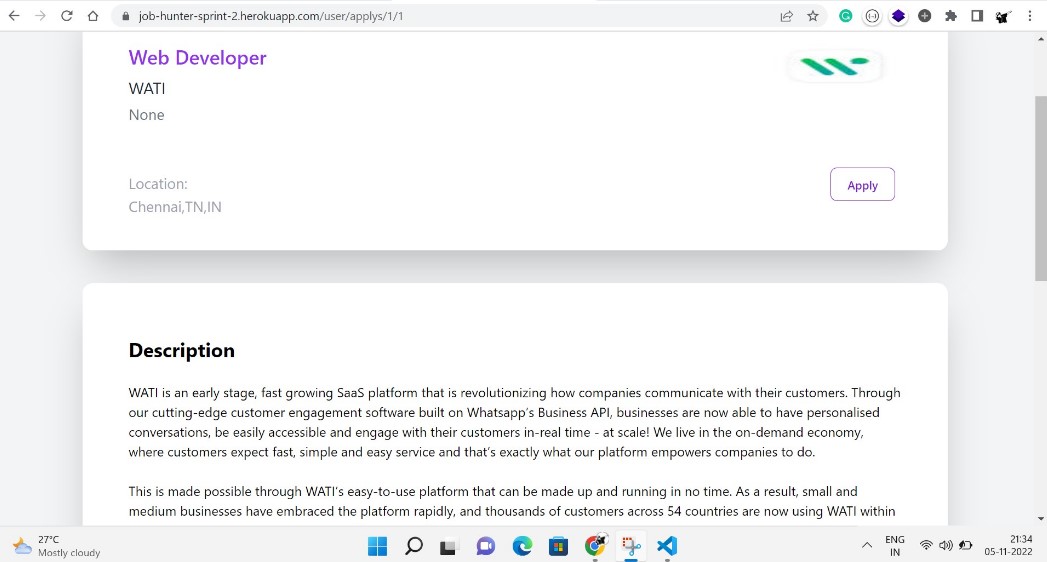 job-hunter-sprint-2.herokuapp.com/user/applys/1/1
Web Developer
WATI
None
Location:
Chennai,TN,IN
Apply
Description
WATI is an early stage, fast growing SaaS platform that is revolutionizing how companies communicate with their customers. Through
our cutting-edge customer engagement software built on Whatsapp's Business API, businesses are now able to have personalised
conversations, be easily accessible and engage with their customers in-real time - at scale! We live in the on-demand economy,
where customers expect fast, simple and easy service and that's exactly what our platform empowers companies to do.
This is made possible through WATI's easy-to-use platform that can be made up and running in no time. As a result, small and
medium businesses have embraced the platform rapidly, and thousands of customers across 54 countries are now using WATI within
27°C
Mostly cloudy
ENG
IN
21:34
05-11-2022